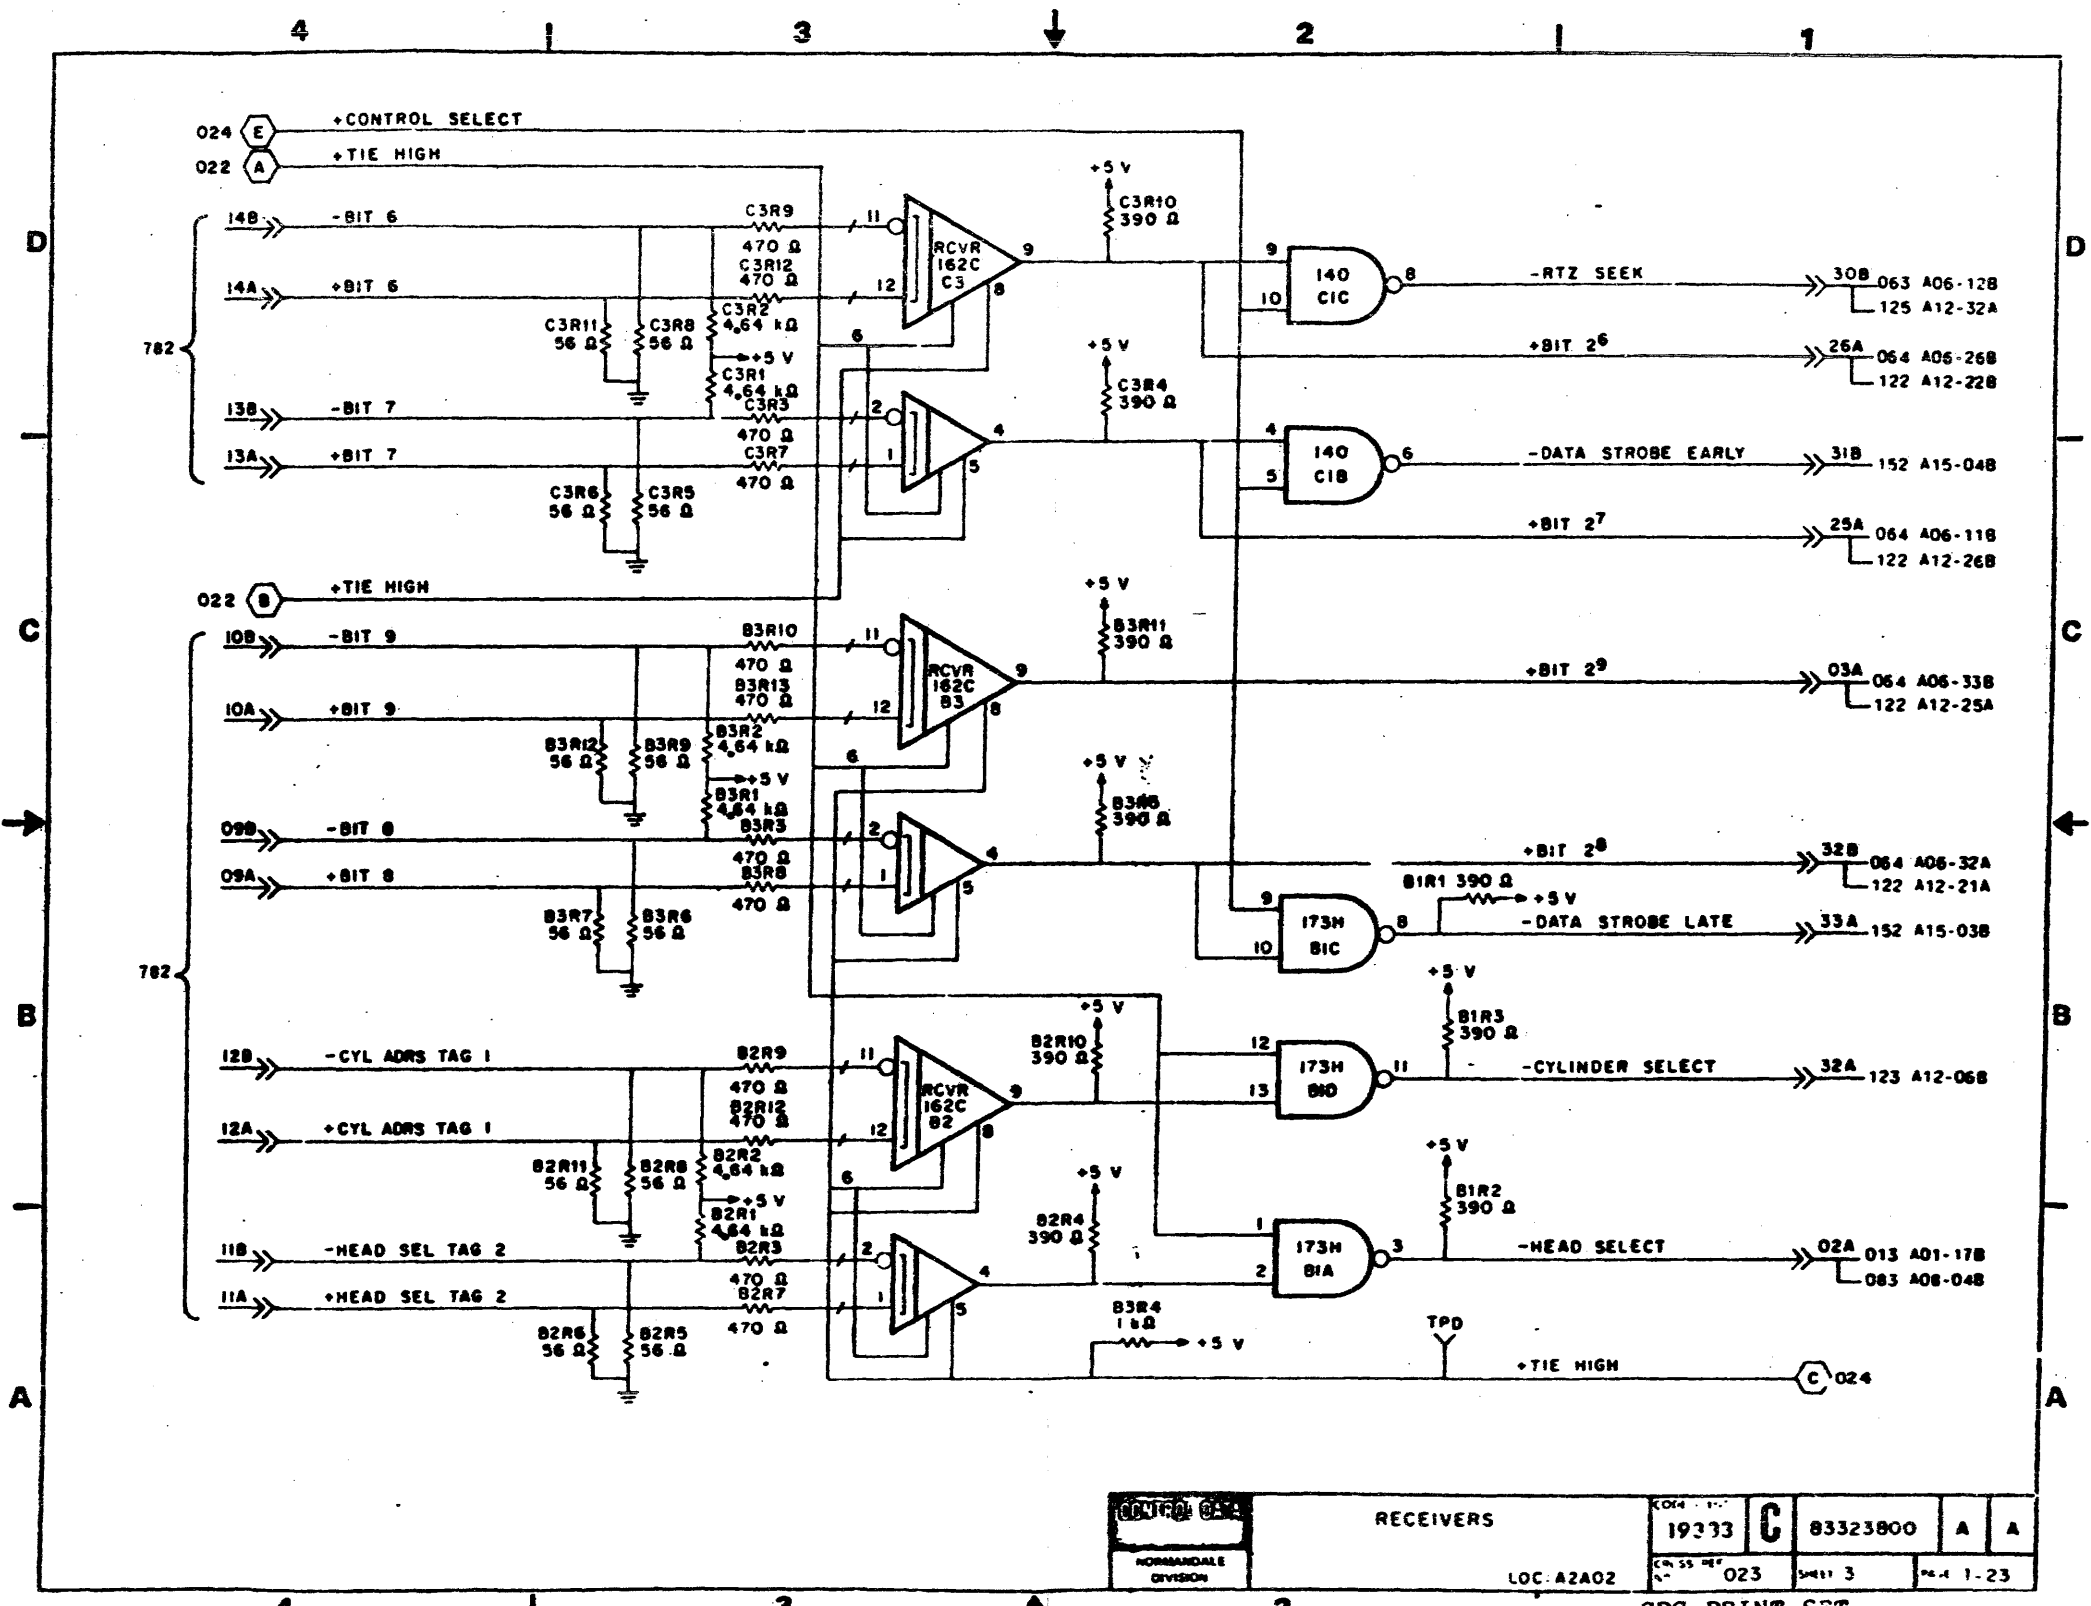 4 3 2 1
024 E +CONTROL SELECT
022 A +TIE HIGH
D
D
782
14B -BIT 6
C3R9
470 Ω
11
14A +BIT 6
C3R12
470 Ω
12
RCVR
162C
C3
9
8
6
C3R11
56 Ω
C3R8
56 Ω
C3R2
4.64 kΩ
+5 V
C3R1
4.64 kΩ
13B -BIT 7
C3R3
470 Ω
2
13A +BIT 7
C3R7
470 Ω
1
4
5
C3R6
56 Ω
C3R5
56 Ω
+5 V
C3R10
390 Ω
9
10
140
C1C
8
-RTZ SEEK
30B 063 A06-12B
125 A12-32A
+BIT 2⁶
26A 064 A06-26B
122 A12-22B
+5 V
C3R4
390 Ω
4
5
140
C1B
6
-DATA STROBE EARLY
31B 152 A15-04B
+BIT 2⁷
25A 064 A06-11B
122 A12-26B
022 B +TIE HIGH
C
C
782
10B -BIT 9
B3R10
470 Ω
11
10A +BIT 9
B3R13
470 Ω
12
RCVR
162C
B3
9
8
6
B3R12
56 Ω
B3R9
56 Ω
B3R2
4.64 kΩ
+5 V
B3R1
4.64 kΩ
09B -BIT 8
B3R3
470 Ω
2
09A +BIT 8
B3R8
470 Ω
1
4
5
B3R7
56 Ω
B3R6
56 Ω
+5 V
B3R11
390 Ω
+BIT 2⁹
03A 064 A06-33B
122 A12-25A
+5 V
390 Ω
+BIT 2⁸
32B 064 A06-32A
122 A12-21A
B1R1 390 Ω
+5 V
9
10
173H
B1C
8
-DATA STROBE LATE
33A 152 A15-03B
B
B
12B -CYL ADRS TAG 1
B2R9
470 Ω
11
12A +CYL ADRS TAG 1
B2R12
470 Ω
12
RCVR
162C
B2
9
8
6
B2R11
56 Ω
B2R8
56 Ω
B2R2
4.64 kΩ
+5 V
B2R1
4.64 kΩ
11B -HEAD SEL TAG 2
B2R3
470 Ω
2
11A +HEAD SEL TAG 2
B2R7
470 Ω
1
4
5
B2R6
56 Ω
B2R5
56 Ω
+5 V
B2R10
390 Ω
12
13
173H
B1D
11
+5 V
B1R3
390 Ω
-CYLINDER SELECT
32A 123 A12-06B
+5 V
B2R4
390 Ω
1
2
173H
B1A
3
+5 V
B1R2
390 Ω
-HEAD SELECT
02A 013 A01-17B
083 A08-04B
B3R4
1 kΩ
+5 V
TPD
+TIE HIGH
C 024
A
A
CONTROL DATA
NORMANDALE
DIVISION
RECEIVERS
LOC: A2A02
19333 C 83323800 A A
CROSS REF
023
SHEET 3
PAGE 1-23